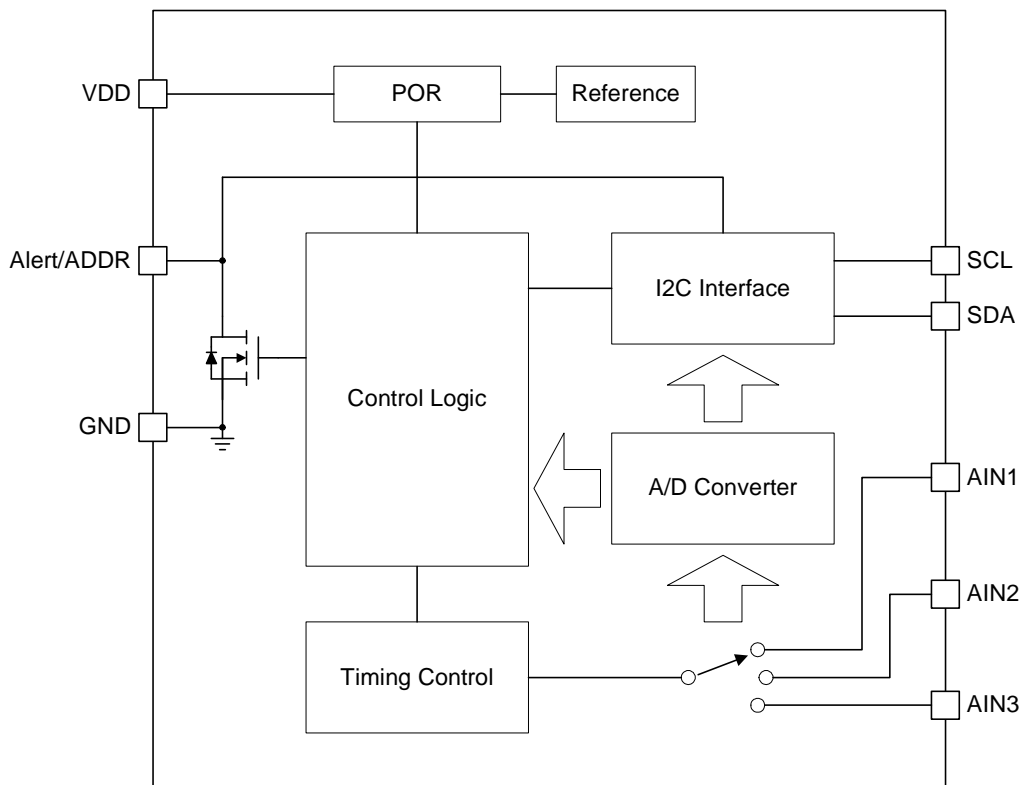 VDD
POR
Reference
Alert/ADDR
I2C Interface
SCL
SDA
Control Logic
GND
A/D Converter
AIN1
AIN2
Timing Control
AIN3